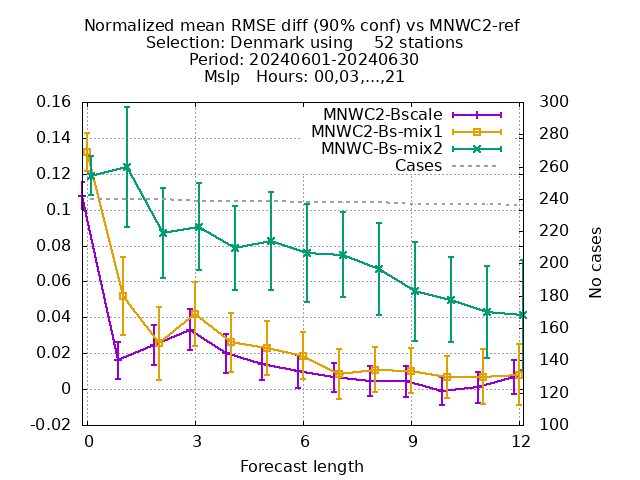 Normalized mean RMSE diff (90% conf) vs MNWC2-ref
Selection: Denmark using    52 stations
Period: 20240601-20240630
Mslp   Hours: 00,03,...,21
MNWC2-Bscale
MNWC2-Bs-mix1
MNWC-Bs-mix2
Cases
0.16
0.14
0.12
0.1
0.08
0.06
0.04
0.02
0
-0.02
300
280
260
240
220
200
180
160
140
120
100
No cases
0 3 6 9 12
Forecast length